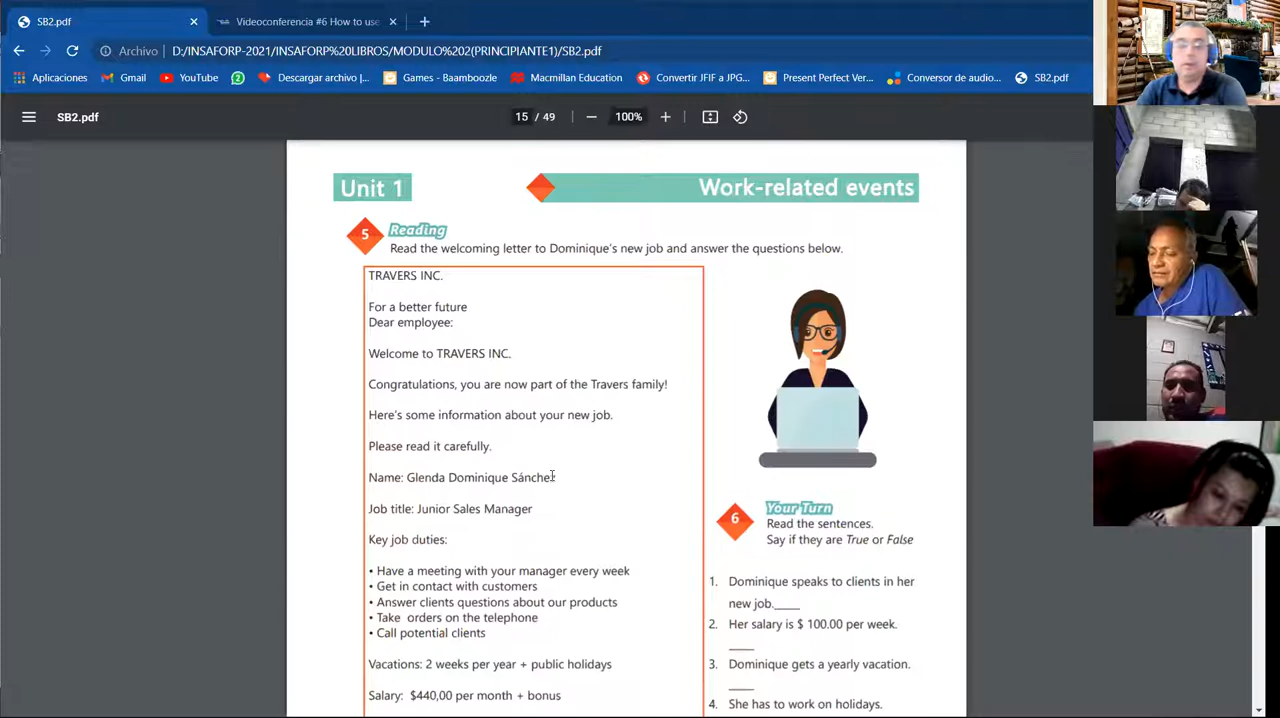 SB2.pdf
Videoconferencia #6 How to use
Archivo
D:/INSAFORP-2021/INSAFORP%20LIBROS/MODULO%202(PRINCIPIANTE1)/SB2.pdf
Aplicaciones
Gmail
YouTube
Descargar archivo |...
Games - Baamboozle
Macmillan Education
Convertir JFIF a JPG...
Present Perfect Ver...
Conversor de audio...
SB2.pdf
SB2.pdf
15 / 49
100%
Unit 1
Work-related events
5
Reading
Read the welcoming letter to Dominique's new job and answer the questions below.
TRAVERS INC.
For a better future
Dear employee:
Welcome to TRAVERS INC.
Congratulations, you are now part of the Travers family!
Here's some information about your new job.
Please read it carefully.
Name: Glenda Dominique Sánchez
Job title: Junior Sales Manager
Key job duties:
• Have a meeting with your manager every week
• Get in contact with customers
• Answer clients questions about our products
• Take orders on the telephone
• Call potential clients
Vacations: 2 weeks per year + public holidays
Salary: $440,00 per month + bonus
6
Your Turn
Read the sentences.
Say if they are True or False
1. Dominique speaks to clients in her
new job.____
2. Her salary is $ 100.00 per week.
____
3. Dominique gets a yearly vacation.
____
4. She has to work on holidays.